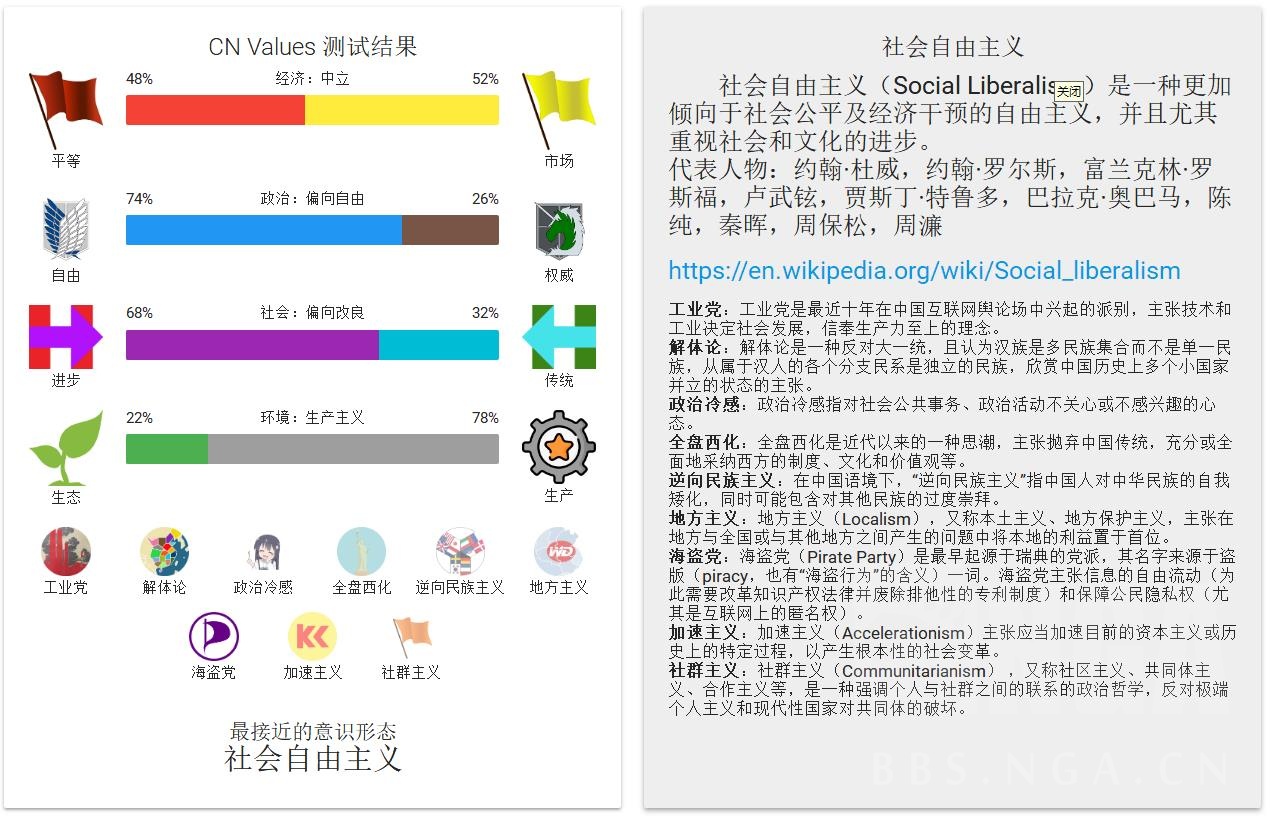 CN Values 测试结果
48% 经济：中立 52%
平等 市场
74% 政治：偏向自由 26%
自由 权威
68% 社会：偏向改良 32%
进步 传统
22% 环境：生产主义 78%
生态 生产
工业党 解体论 政治冷感 全盘西化 逆向民族主义 地方主义
海盗党 加速主义 社群主义
最接近的意识形态
社会自由主义
社会自由主义
社会自由主义（Social Liberalis）是一种更加
关闭
倾向于社会公平及经济干预的自由主义，并且尤其
重视社会和文化的进步。
代表人物：约翰·杜威，约翰·罗尔斯，富兰克林·罗
斯福，卢武铉，贾斯丁·特鲁多，巴拉克·奥巴马，陈
纯，秦晖，周保松，周濂
https://en.wikipedia.org/wiki/Social_liberalism
工业党：工业党是最近十年在中国互联网舆论场中兴起的派别，主张技术和
工业决定社会发展，信奉生产力至上的理念。
解体论：解体论是一种反对大一统，且认为汉族是多民族集合而不是单一民
族，从属于汉人的各个分支民系是独立的民族，欣赏中国历史上多个小国家
并立的状态的主张。
政治冷感：政治冷感指对社会公共事务、政治活动不关心或不感兴趣的心
态。
全盘西化：全盘西化是近代以来的一种思潮，主张抛弃中国传统，充分或全
面地采纳西方的制度、文化和价值观等。
逆向民族主义：在中国语境下，“逆向民族主义”指中国人对中华民族的自我
矮化，同时可能包含对其他民族的过度崇拜。
地方主义：地方主义（Localism），又称本土主义、地方保护主义，主张在
地方与全国或与其他地方之间产生的问题中将本地的利益置于首位。
海盗党：海盗党（Pirate Party）是最早起源于瑞典的党派，其名字来源于盗
版（piracy，也有“海盗行为”的含义）一词。海盗党主张信息的自由流动（为
此需要改革知识产权法律并废除排他性的专利制度）和保障公民隐私权（尤
其是互联网上的匿名权）。
加速主义：加速主义（Accelerationism）主张应当加速目前的资本主义或历
史上的特定过程，以产生根本性的社会变革。
社群主义：社群主义（Communitarianism），又称社区主义、共同体主
义、合作主义等，是一种强调个人与社群之间的联系的政治哲学，反对极端
个人主义和现代性国家对共同体的破坏。
BBS.NGA.CN